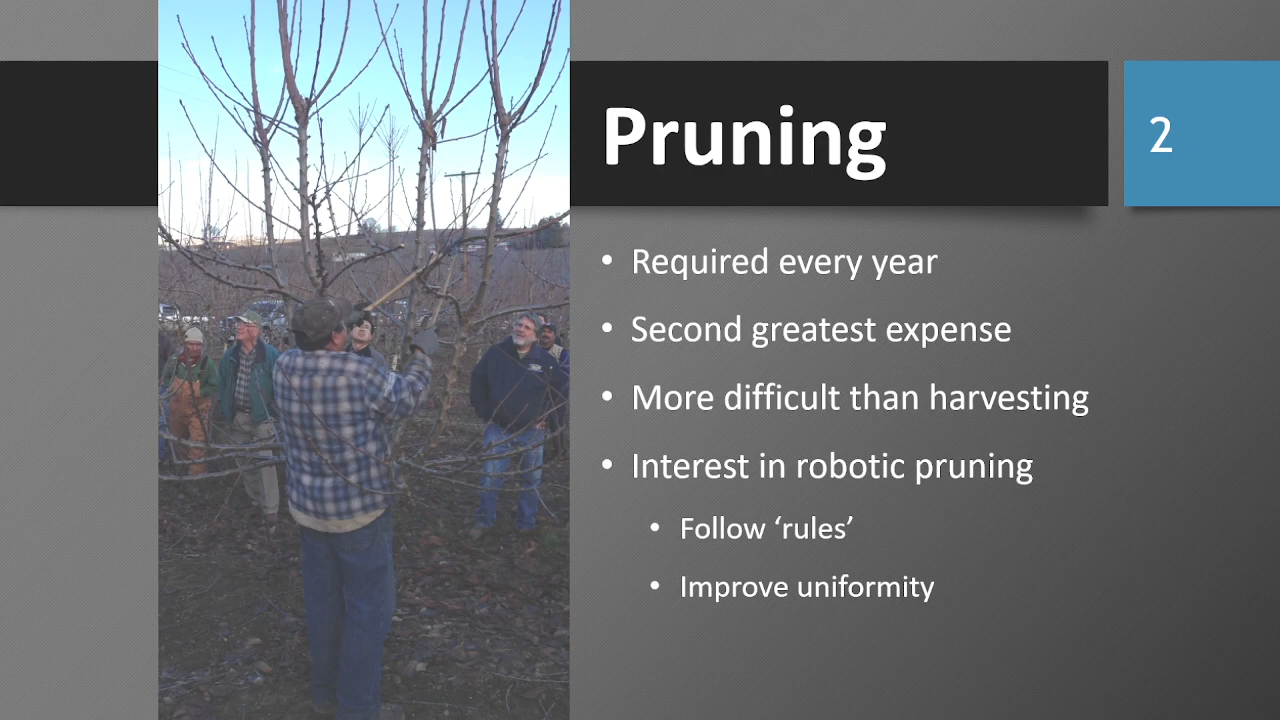 Pruning
2
• Required every year
• Second greatest expense
• More difficult than harvesting
• Interest in robotic pruning
• Follow ‘rules’
• Improve uniformity